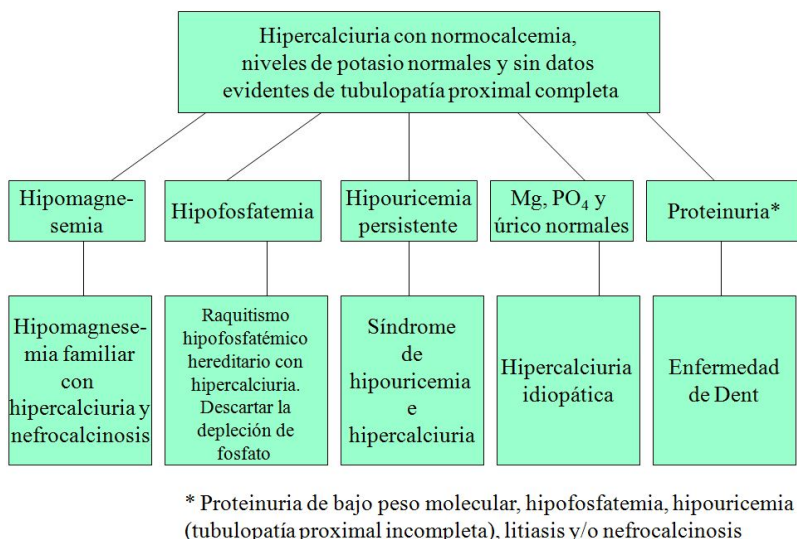 Hipercalciuria con normocalcemia,
niveles de potasio normales y sin datos
evidentes de tubulopatía proximal completa
Hipomagne-
semia
Hipofosfatemia
Hipouricemia
persistente
Mg, PO₄ y
úrico normales
Proteinuria*
Hipomagnese-
mia familiar
con
hipercalciuria y
nefrocalcinosis
Raquitismo
hipofosfatémico
hereditario con
hipercalciuria.
Descartar la
depleción de
fosfato
Síndrome
de
hipouricemia
e
hipercalciuria
Hipercalciuria
idiopática
Enfermedad
de Dent
* Proteinuria de bajo peso molecular, hipofosfatemia, hipouricemia
(tubulopatía proximal incompleta), litiasis y/o nefrocalcinosis